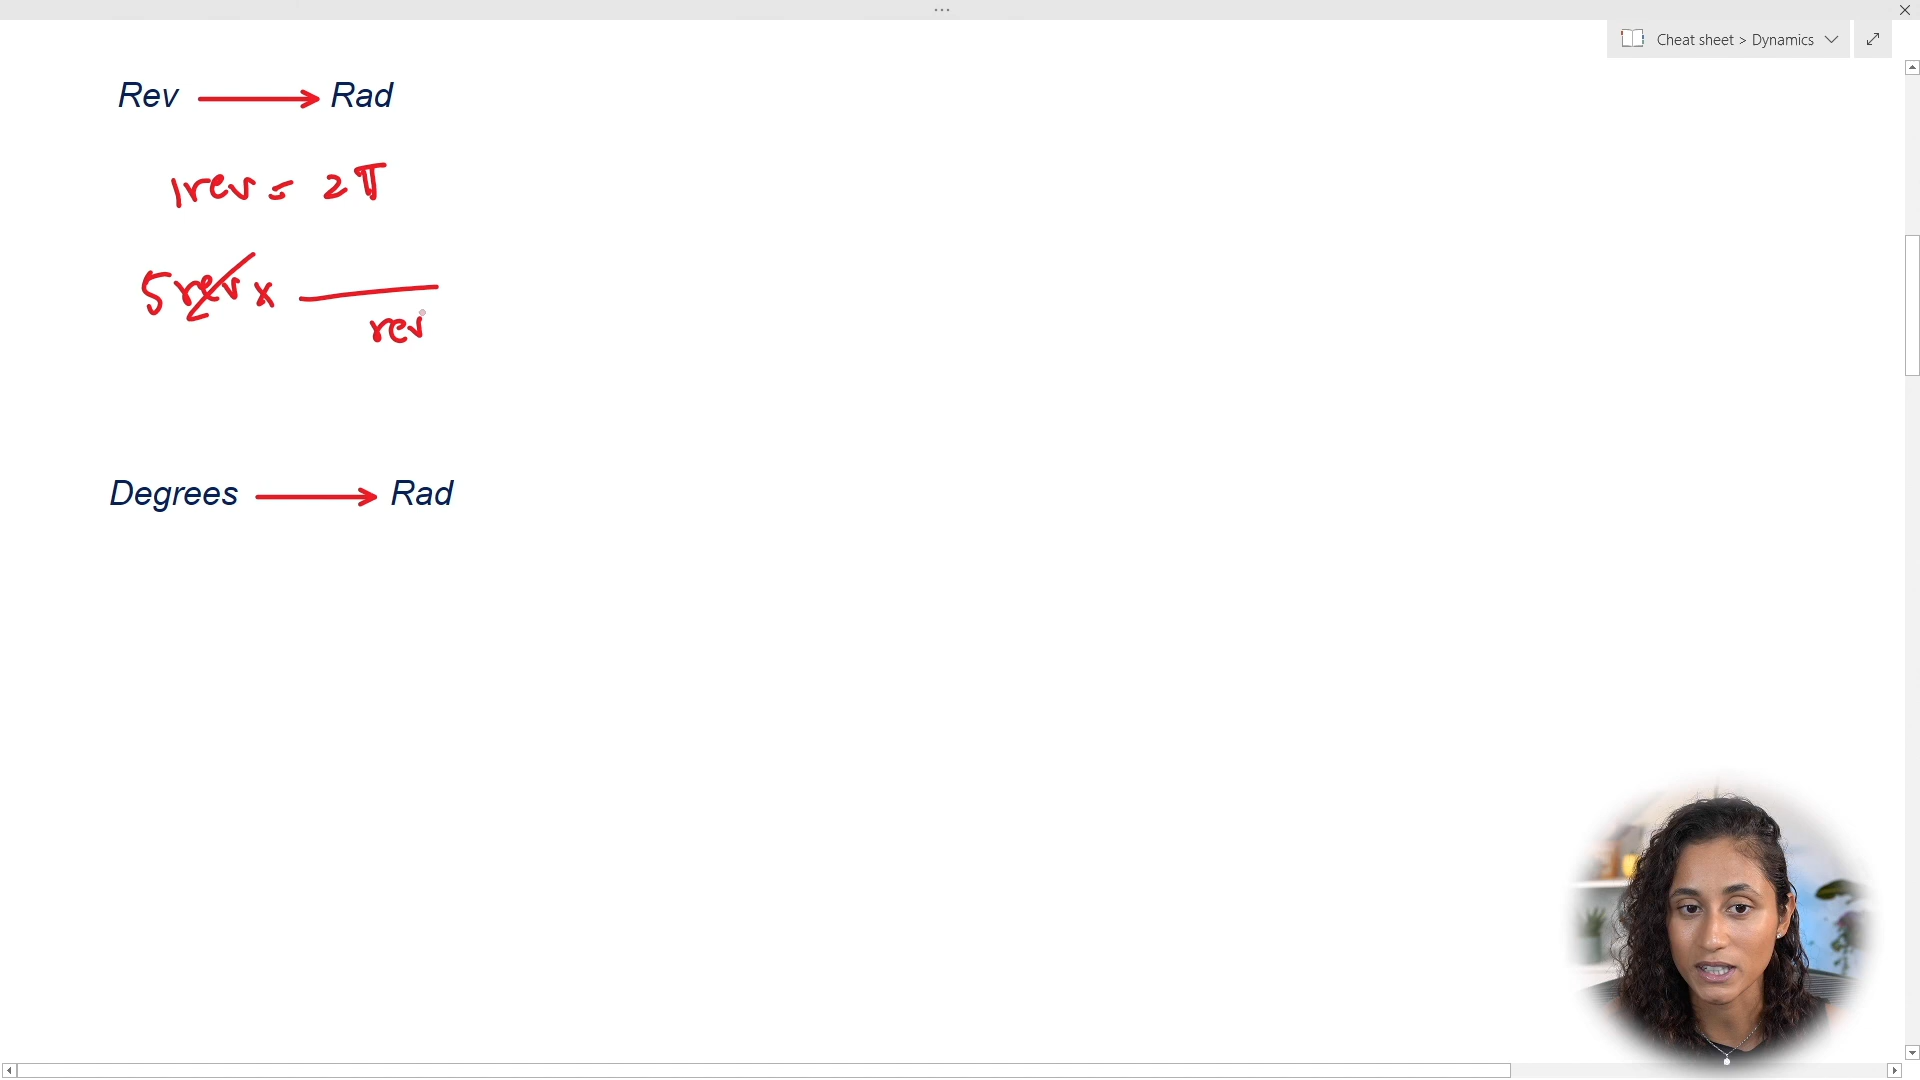 Cheat sheet > Dynamics
Rev → Rad
1rev = 2π
5 rev x
rev
Degrees → Rad